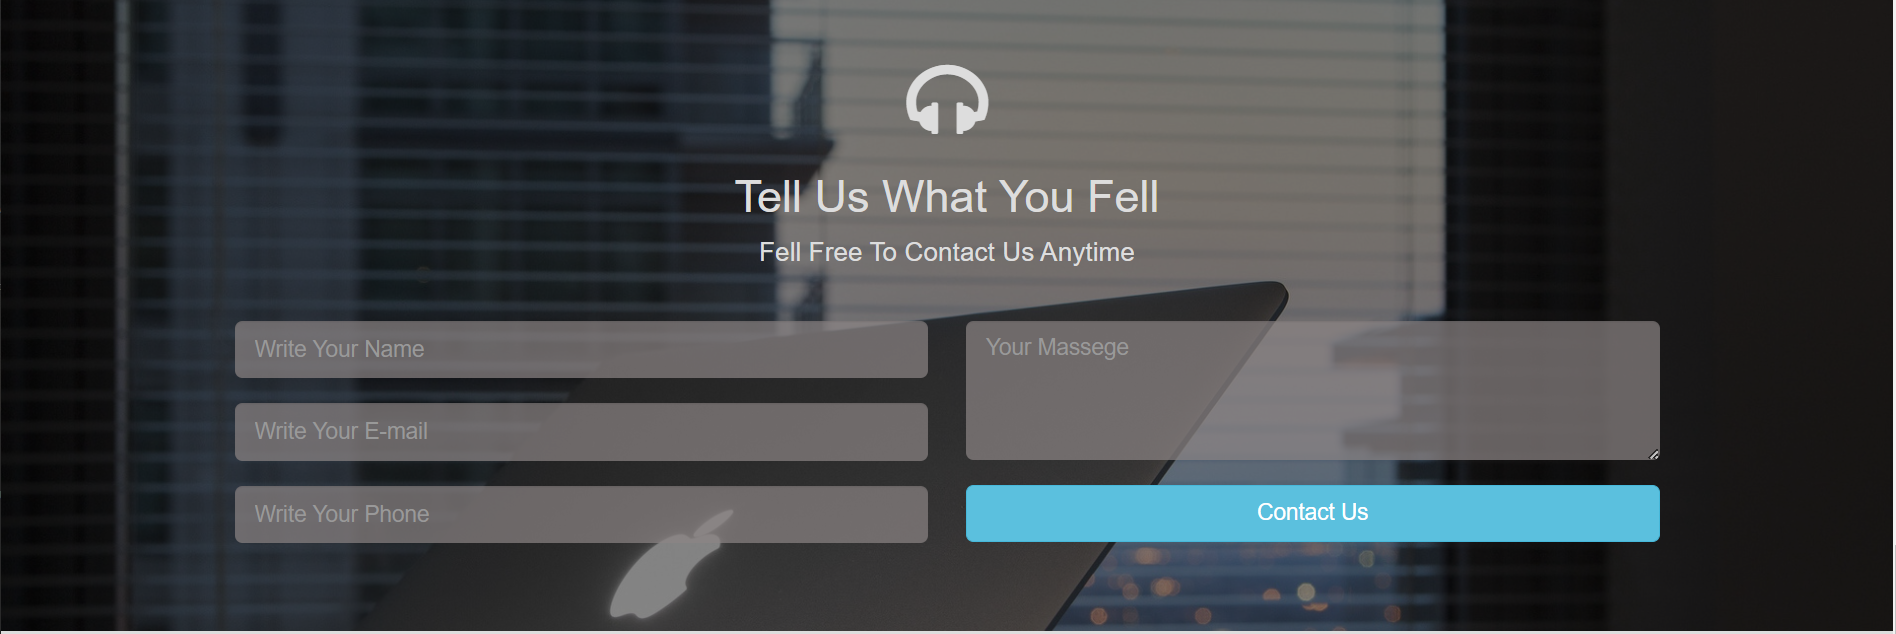 Tell Us What You Fell
Fell Free To Contact Us Anytime
Write Your Name
Write Your E-mail
Write Your Phone
Your Massege
Contact Us